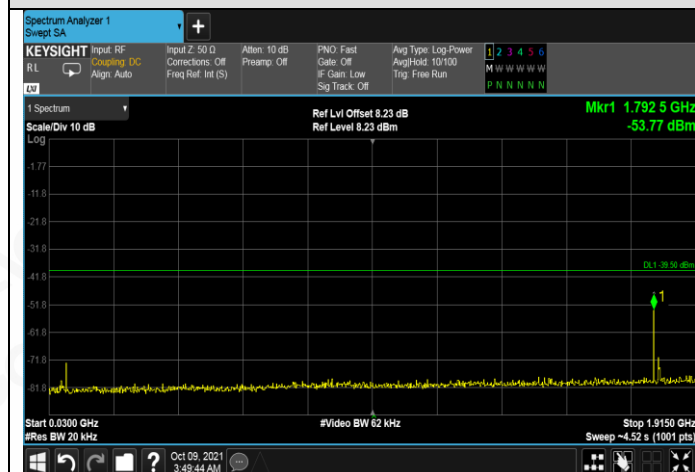 Spectrum Analyzer 1
Swept SA
+
KEYSIGHT Input: RF
RL Coupling: DC
Align: Auto
LXI
Input Z: 50 Ω
Corrections: Off
Freq Ref: Int (S)
Atten: 10 dB
Preamp: Off
PNO: Fast
Gate: Off
IF Gain: Low
Sig Track: Off
Avg Type: Log-Power
Avg|Hold: 10/100
Trig: Free Run
1 2 3 4 5 6
M W W W W W
P N N N N N
1 Spectrum
Scale/Div 10 dB
Ref Lvl Offset 8.23 dB
Ref Level 8.23 dBm
Mkr1 1.792 5 GHz
-53.77 dBm
Log
-1.77
-11.8
-21.8
-31.8
DL1 -39.50 dBm
-41.8
1
-51.8
-61.8
-71.8
-81.8
Start 0.0300 GHz
#Res BW 20 kHz
#Video BW 62 kHz
Stop 1.9150 GHz
Sweep ~4.52 s (1001 pts)
?
Oct 09, 2021
3:49:44 AM